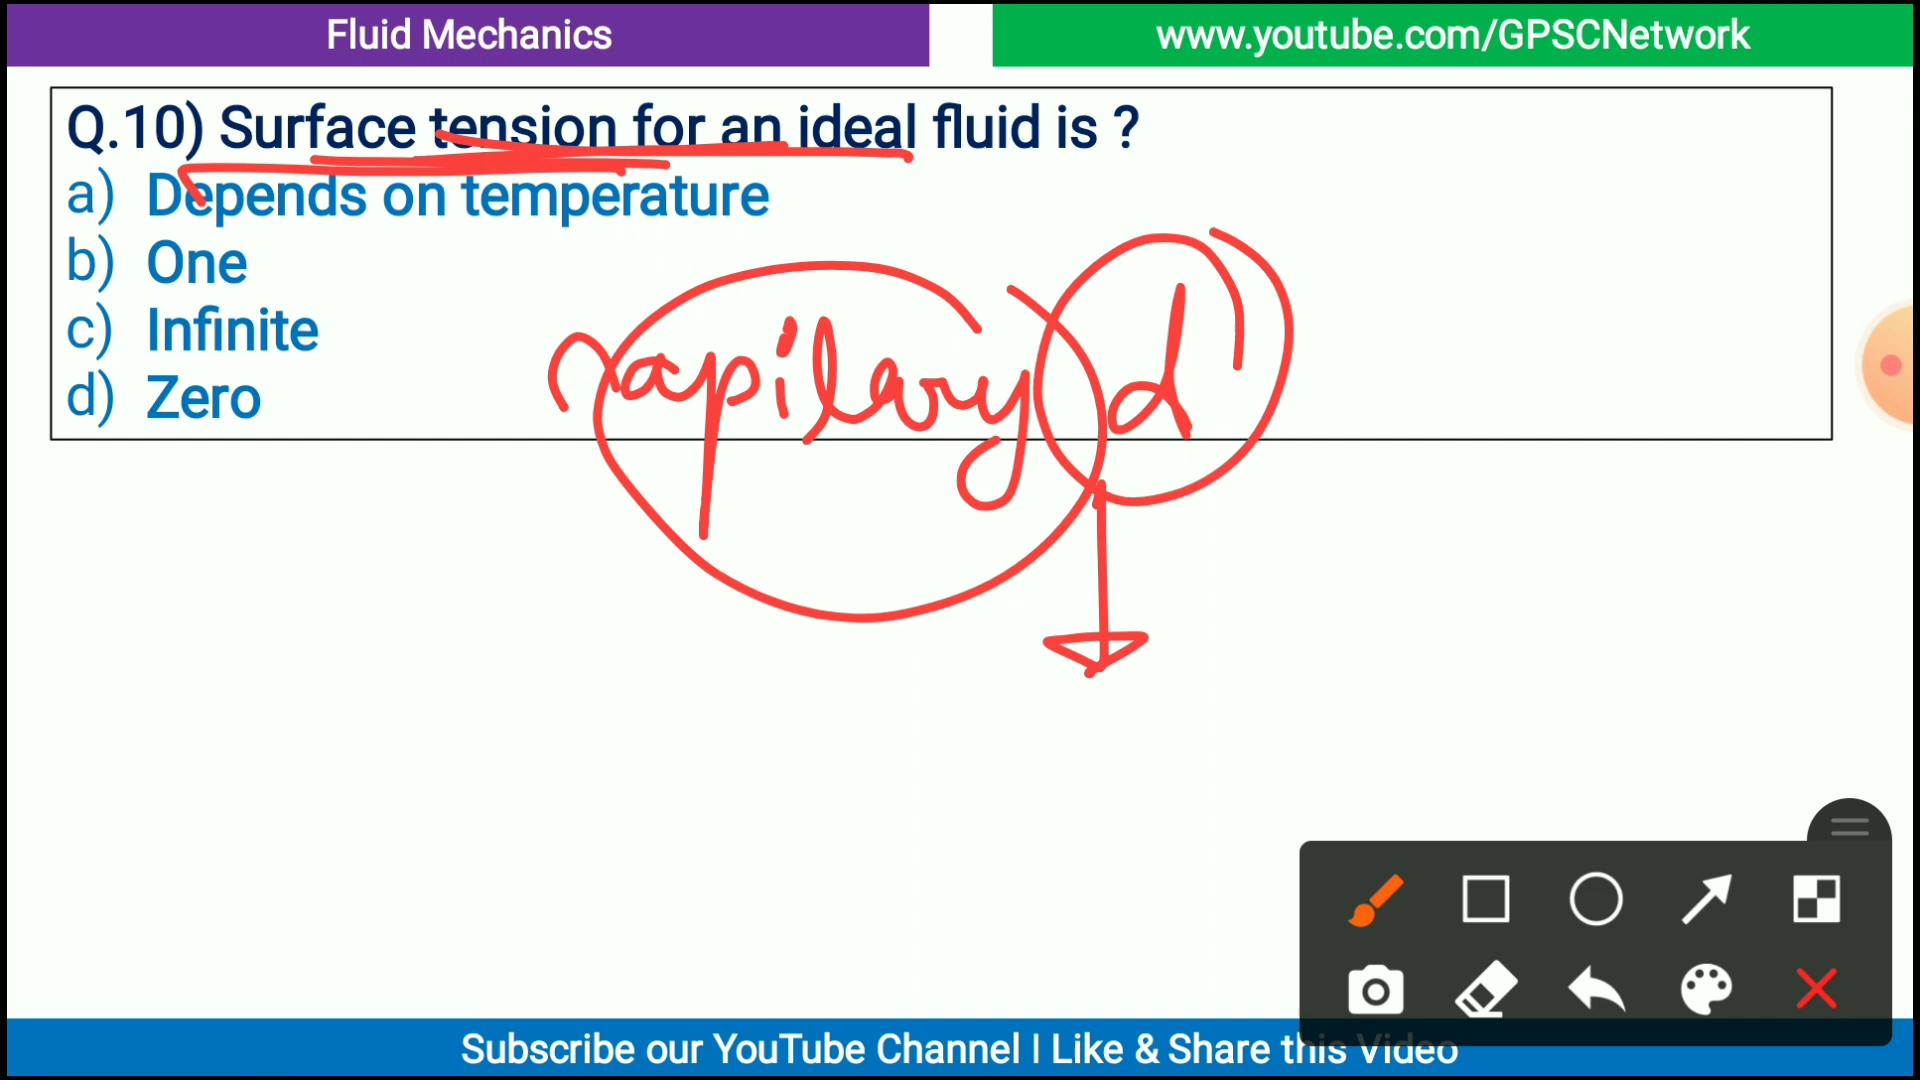 Fluid Mechanics
www.youtube.com/GPSCNetwork
Q.10) Surface tension for an ideal fluid is ?
a) Depends on temperature
b) One
c) Infinite
d) Zero
capilary d
Subscribe our YouTube Channel | Like & Share this Video